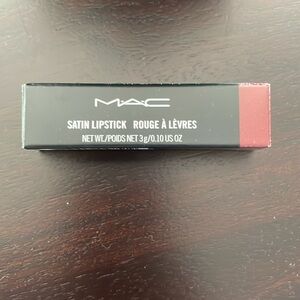 MAC
SATIN LIPSTICK ROUGE À LÈVRES
NET WT./POIDS NET 3g/0.10 US OZ